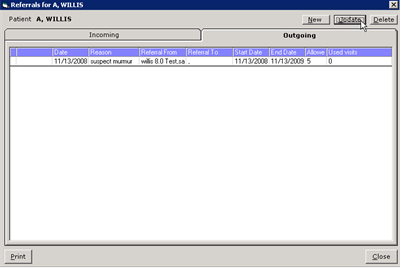 Referrals for A, WILLIS
Patient A, WILLIS New Update Delete
Incoming Outgoing
Date Reason Referral From Referral To Start Date End Date Allowe Used visits
11/13/2008 suspect murmur willis 8.0 Test,sa , 11/13/2008 11/13/2009 5 0
Print Close